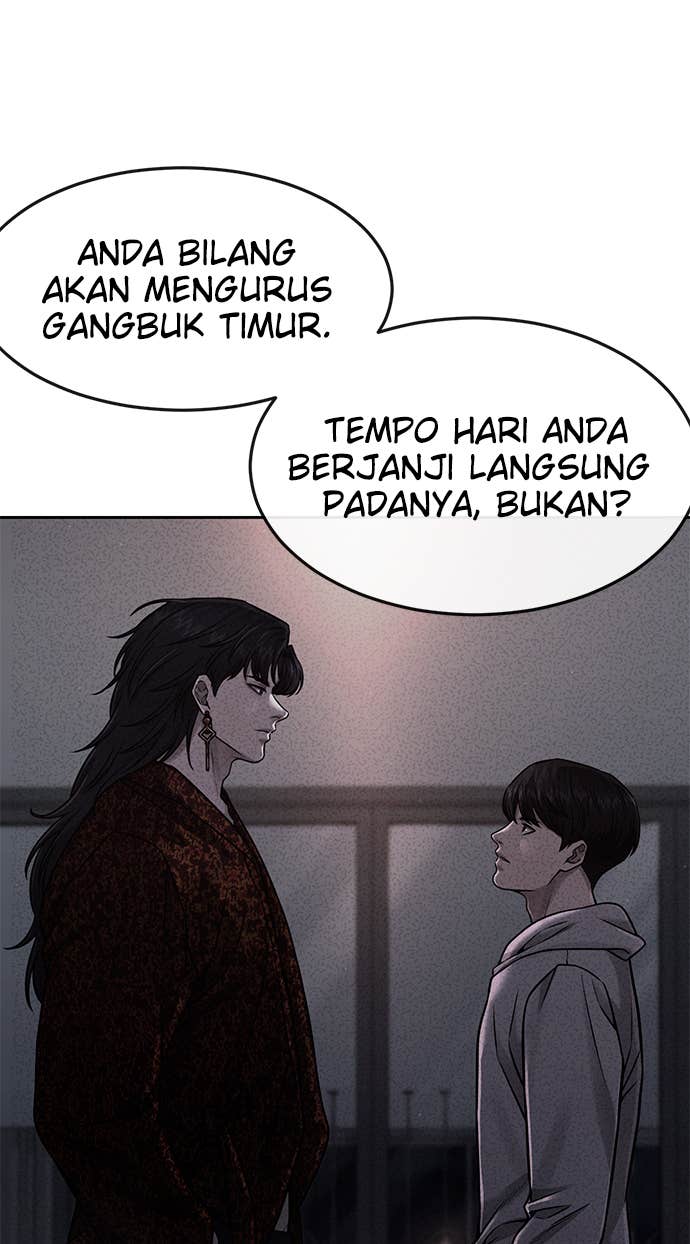 ANDA BILANG
AKAN MENGURUS
GANGBUK TIMUR.
TEMPO HARI ANDA
BERJANJI LANGSUNG
PADANYA, BUKAN?